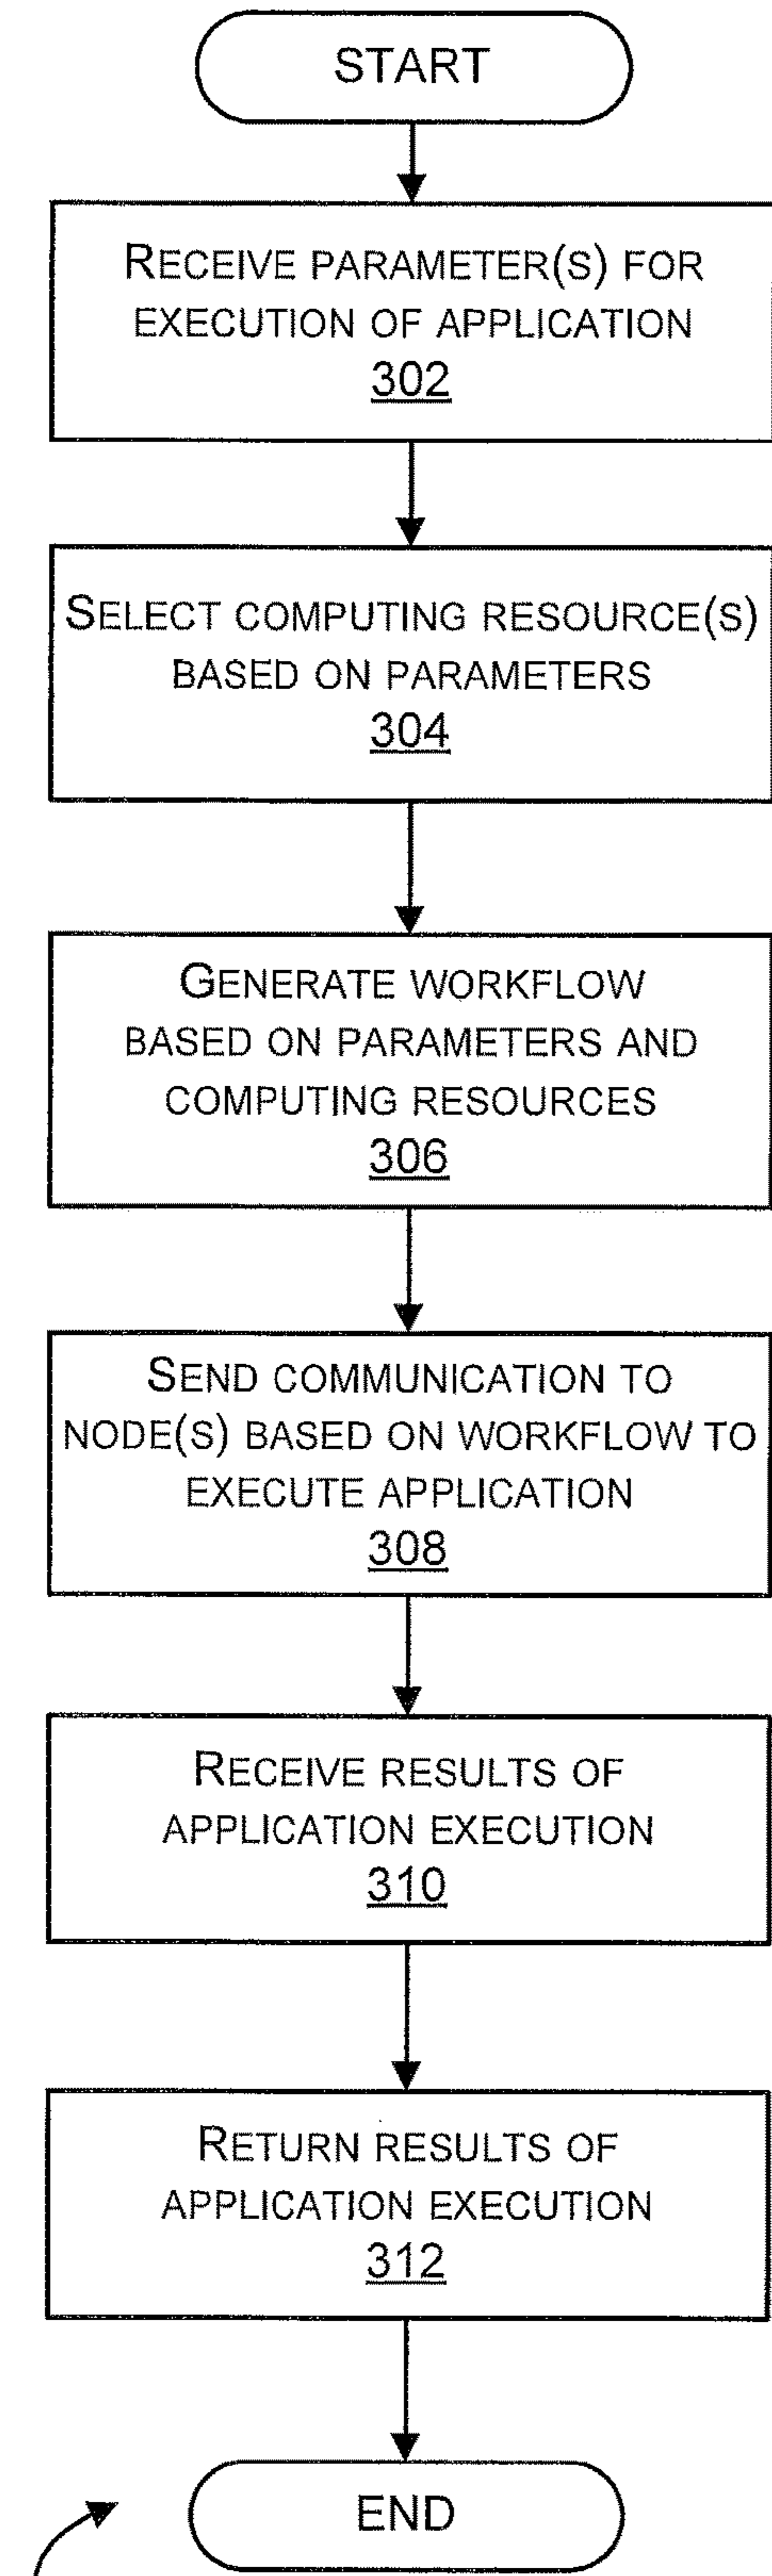 START
RECEIVE PARAMETER(S) FOR
EXECUTION OF APPLICATION
302
SELECT COMPUTING RESOURCE(S)
BASED ON PARAMETERS
304
GENERATE WORKFLOW
BASED ON PARAMETERS AND
COMPUTING RESOURCES
306
SEND COMMUNICATION TO
NODE(S) BASED ON WORKFLOW TO
EXECUTE APPLICATION
308
RECEIVE RESULTS OF
APPLICATION EXECUTION
310
RETURN RESULTS OF
APPLICATION EXECUTION
312
END